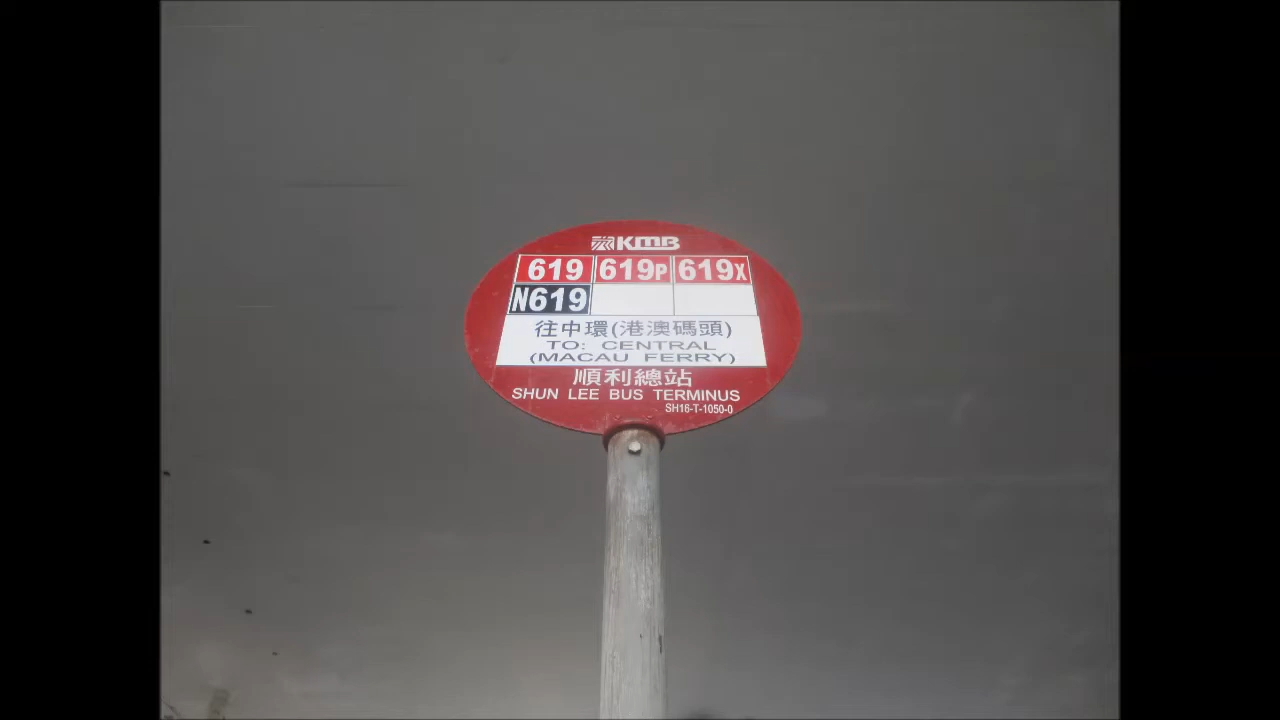 KMB
619 619P 619X
N619
往中環(港澳碼頭)
TO: CENTRAL
(MACAU FERRY)
順利總站
SHUN LEE BUS TERMINUS
SH16-T-1050-0